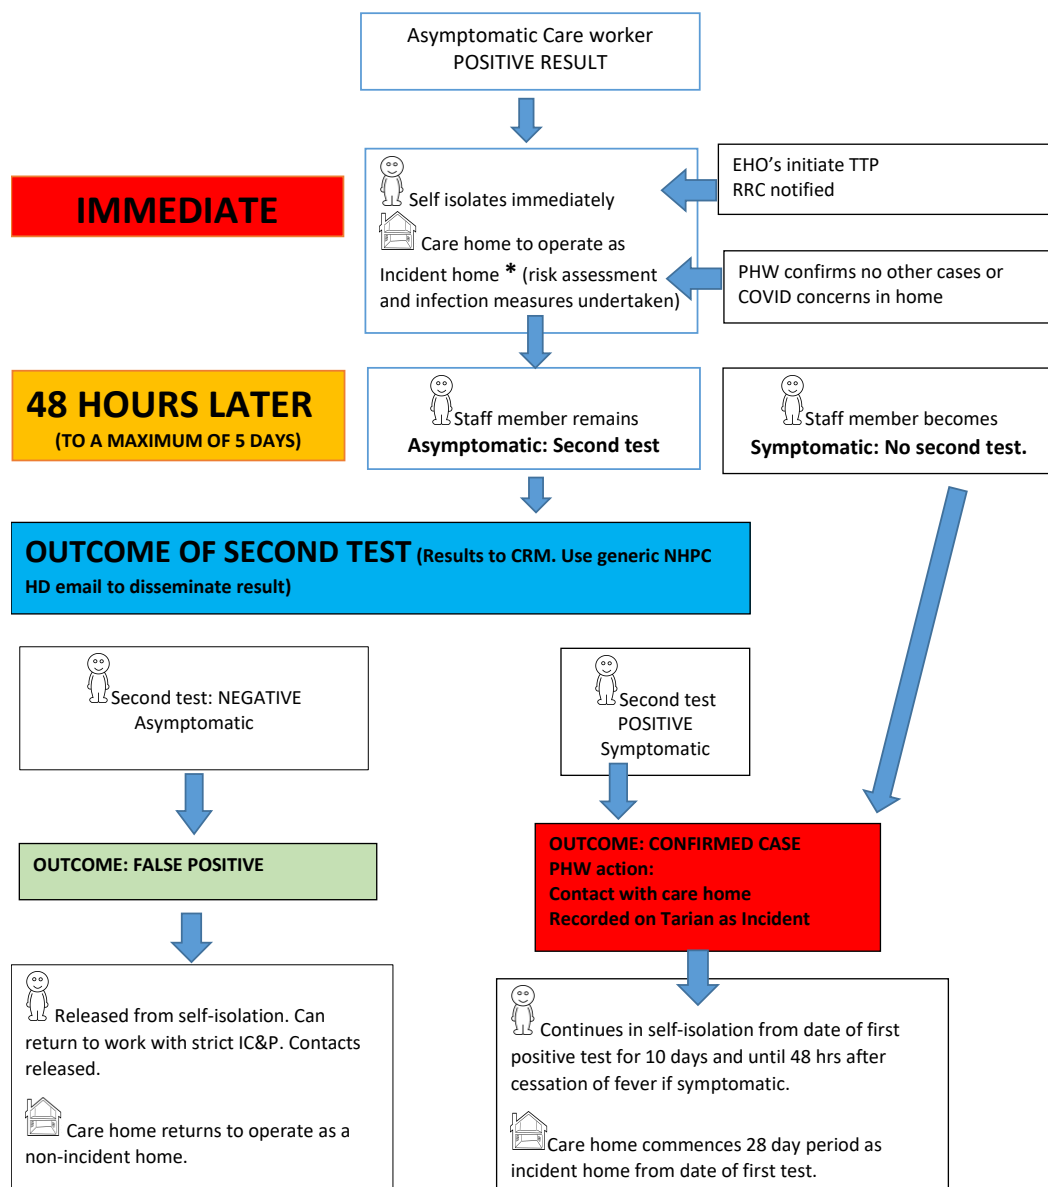 Asymptomatic Care worker
POSITIVE RESULT
IMMEDIATE
Self isolates immediately
Care home to operate as
Incident home * (risk assessment
and infection measures undertaken)
EHO's initiate TTP
RRC notified
PHW confirms no other cases or
COVID concerns in home
48 HOURS LATER
(TO A MAXIMUM OF 5 DAYS)
Staff member remains
Asymptomatic: Second test
Staff member becomes
Symptomatic: No second test.
OUTCOME OF SECOND TEST (Results to CRM. Use generic NHPC
HD email to disseminate result)
Second test: NEGATIVE
Asymptomatic
Second test
POSITIVE
Symptomatic
OUTCOME: FALSE POSITIVE
OUTCOME: CONFIRMED CASE
PHW action:
Contact with care home
Recorded on Tarian as Incident
Released from self-isolation. Can
return to work with strict IC&P. Contacts
released.
Care home returns to operate as a
non-incident home.
Continues in self-isolation from date of first
positive test for 10 days and until 48 hrs after
cessation of fever if symptomatic.
Care home commences 28 day period as
incident home from date of first test.